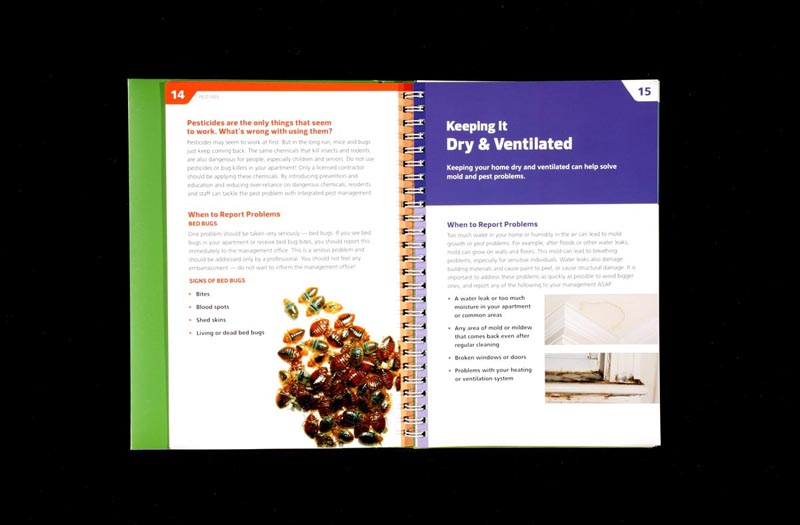 14
PEST FREE
Pesticides are the only things that seem
to work. What's wrong with using them?
Pesticides may seem to work at first. But in the long run, mice and bugs
just keep coming back. The same chemicals that kill insects and rodents
are also dangerous for people, especially children and seniors. Do not use
pesticides or bug killers in your apartment! Only a licensed contractor
should be applying these chemicals. By introducing prevention and
education and reducing over-reliance on dangerous chemicals, residents
and staff can tackle the pest problem with integrated pest management.
When to Report Problems
BED BUGS
One problem should be taken very seriously — bed bugs. If you see bed
bugs in your apartment or receive bed bug bites, you should report this
immediately to the management office. This is a serious problem and
should be addressed only by a professional. You should not feel any
embarrassment — do not wait to inform the management office!
SIGNS OF BED BUGS
• Bites
• Blood spots
• Shed skins
• Living or dead bed bugs
15
Keeping It
Dry & Ventilated
Keeping your home dry and ventilated can help solve
mold and pest problems.
When to Report Problems
Too much water in your home or humidity in the air can lead to mold
growth or pest problems. For example, after floods or other water leaks,
mold can grow on walls and floors. This mold can lead to breathing
problems, especially for sensitive individuals. Water leaks also damage
building materials and cause paint to peel, or cause structural damage. It is
important to address these problems as quickly as possible to avoid bigger
ones, and report any of the following to your management ASAP:
• A water leak or too much
moisture in your apartment
or common areas
• Any area of mold or mildew
that comes back even after
regular cleaning
• Broken windows or doors
• Problems with your heating
or ventilation system